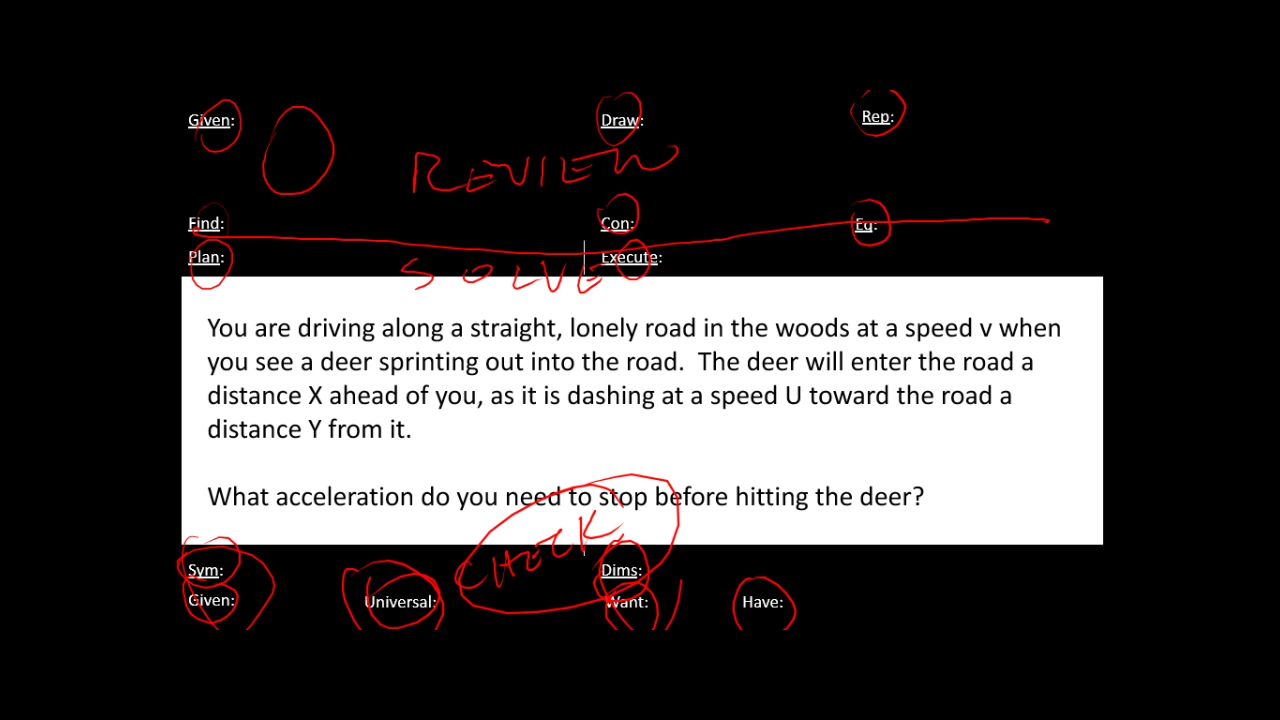 Given: Draw: Rep:
REVIEW
Find: Con: Eq:
Plan: Execute:
SOLVE
You are driving along a straight, lonely road in the woods at a speed v when
you see a deer sprinting out into the road. The deer will enter the road a
distance X ahead of you, as it is dashing at a speed U toward the road a
distance Y from it.
What acceleration do you need to stop before hitting the deer?
CHECK
Sym: Dims:
Given: Universal: Want: Have: